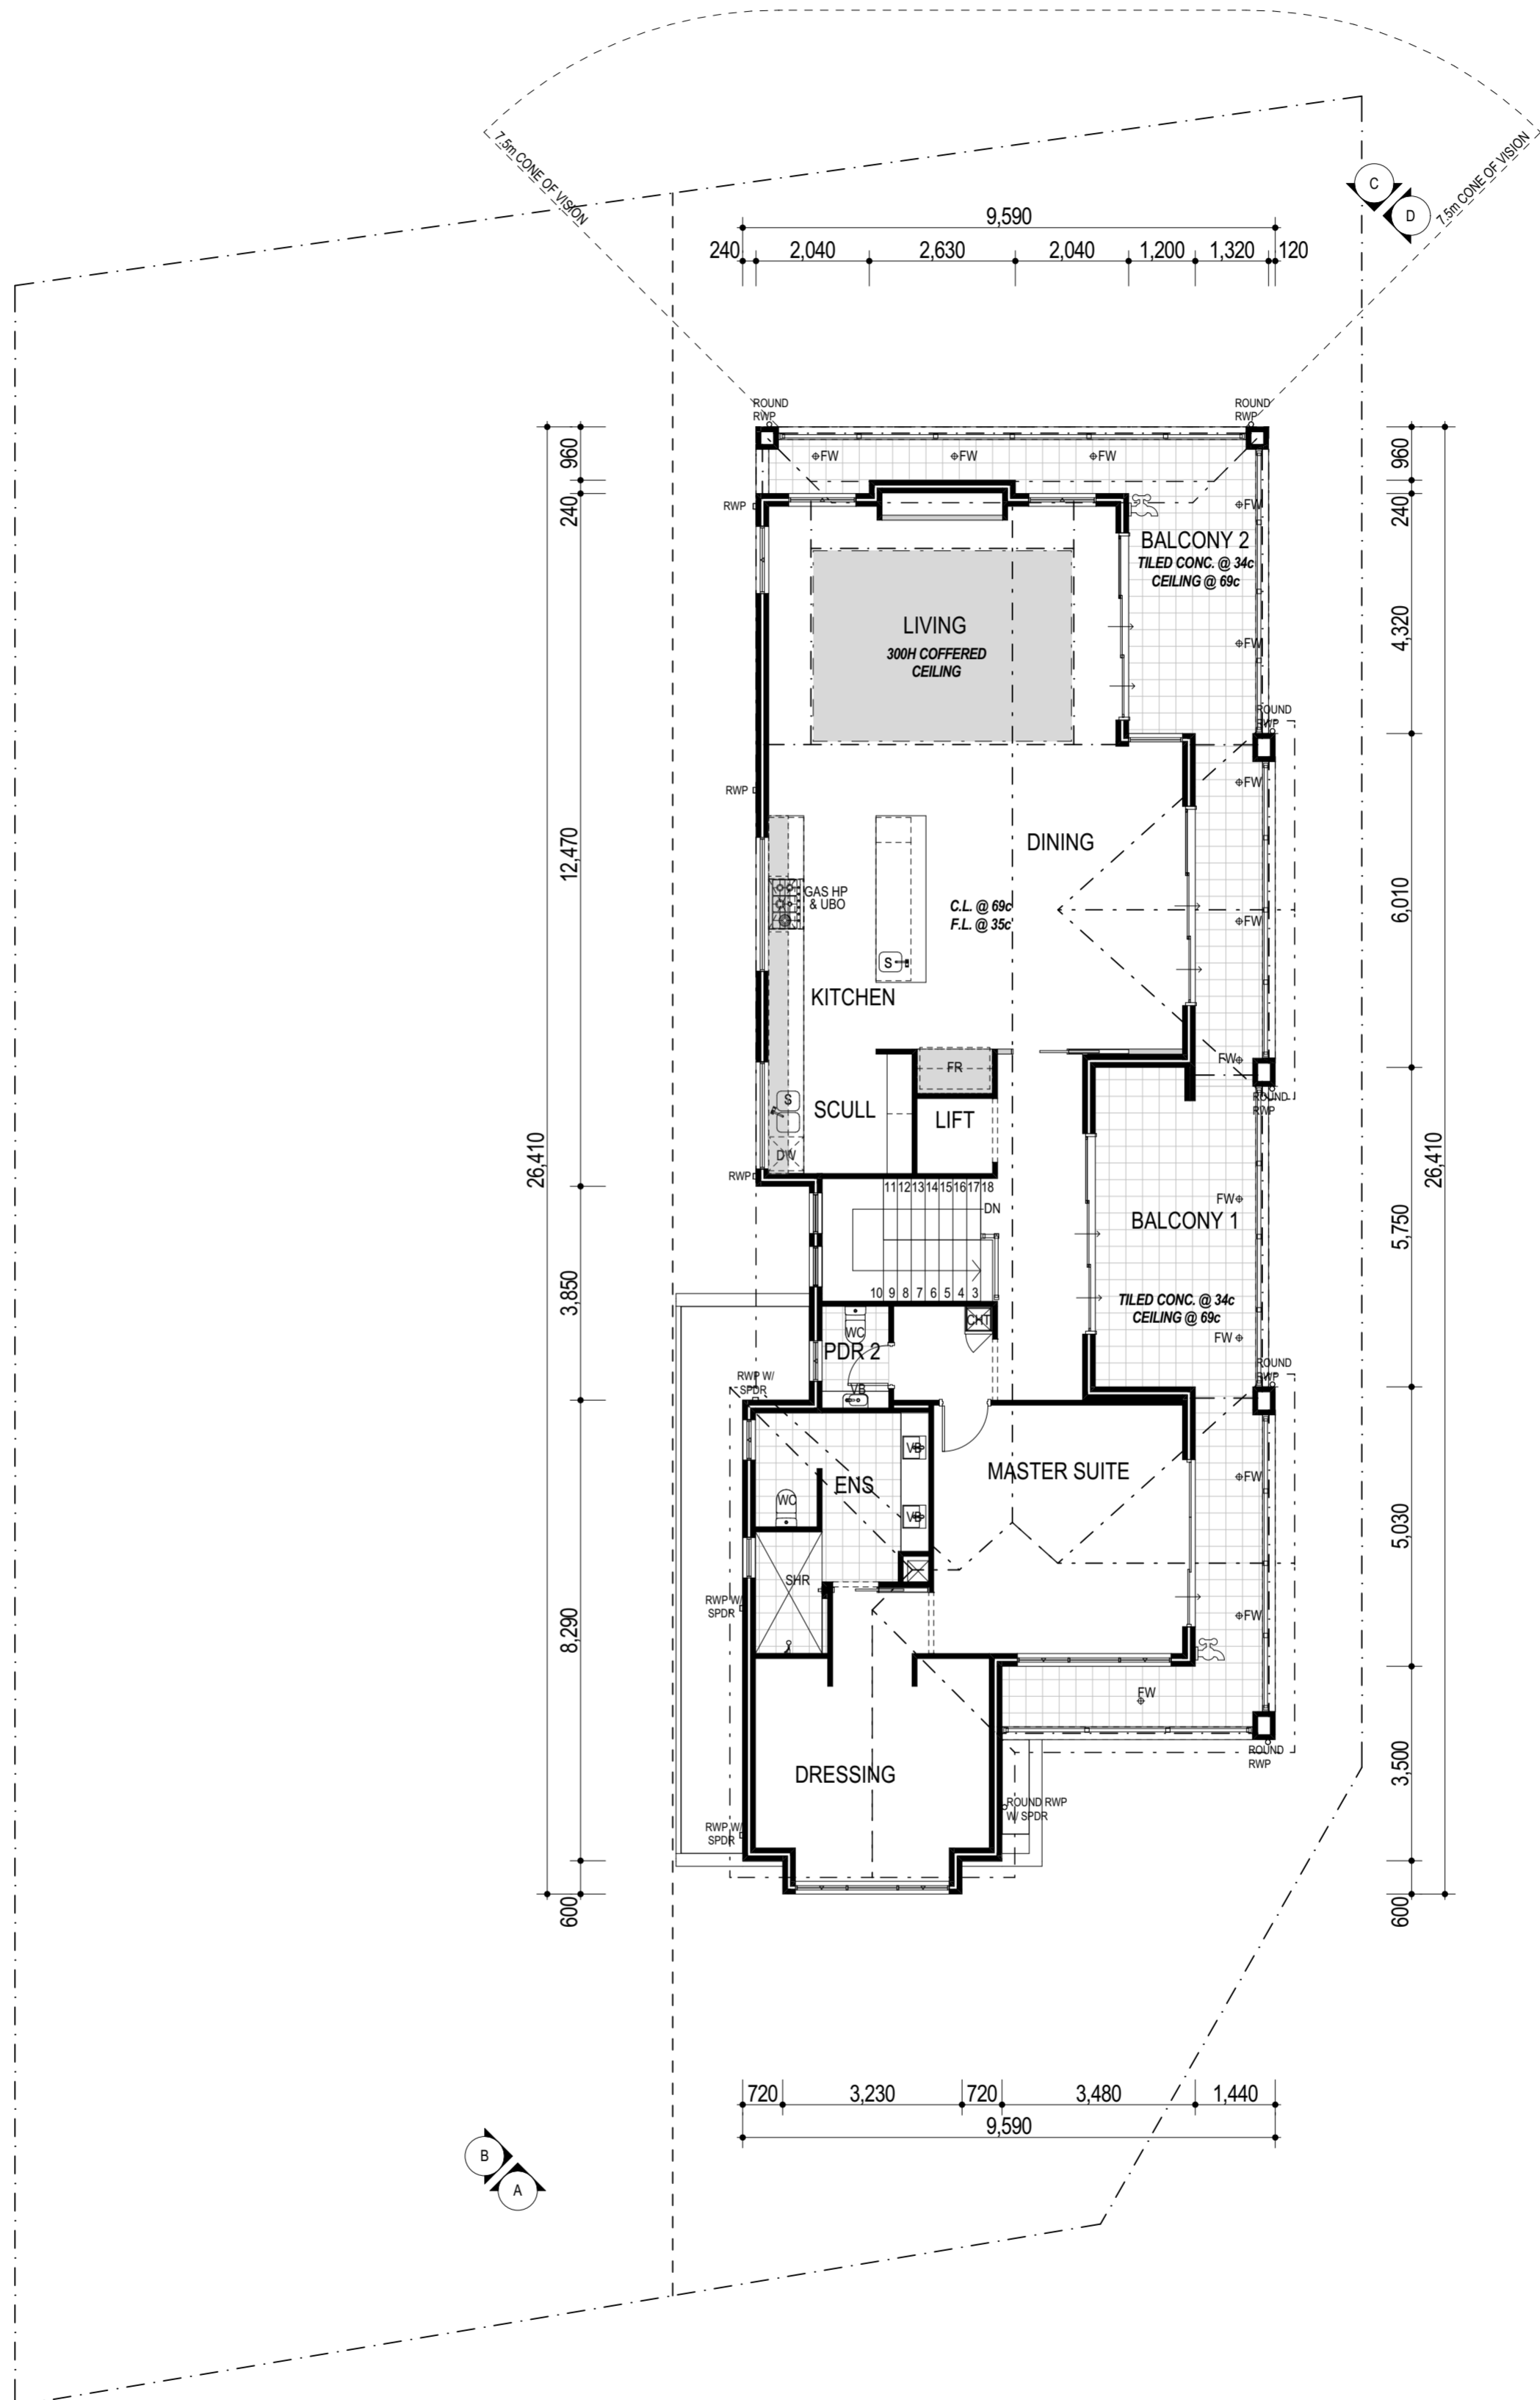 7.5m CONE OF VISION
7.5m CONE OF VISION
C
D
9,590
240
2,040
2,630
2,040
1,200
1,320
120
ROUND
RWP
ROUND
RWP
960
960
FW
FW
FW
240
240
RWP
FW
BALCONY 2
TILED CONC. @ 34c
CEILING @ 69c
LIVING
300H COFFERED
CEILING
FW
4,320
ROUND
RWP
RWP
FW
12,470
DINING
GAS HP
& UBO
C.L. @ 69c
F.L. @ 35c
FW
6,010
S
KITCHEN
FR
FW
S
SCULL
LIFT
ROUND
RWP
DW
26,410
26,410
RWP
11 12 13 14 15 16 17 18
DN
FW
BALCONY 1
5,750
3,850
10 9 8 7 6 5 4 3
TILED CONC. @ 34c
CEILING @ 69c
CHT
WC
PDR 2
FW
ROUND
RWP
RWP W/
SPDR
VB
VB
MASTER SUITE
ENS
FW
WC
VB
5,030
SHR
RWP W/
SPDR
FW
8,290
FW
ROUND
RWP
DRESSING
3,500
ROUND RWP
W/ SPDR
RWP W/
SPDR
600
600
720
3,230
720
3,480
1,440
9,590
B
A